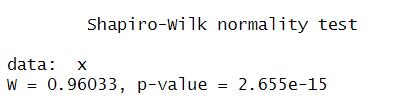 Shapiro-Wilk normality test
data:  x
W = 0.96033, p-value = 2.655e-15